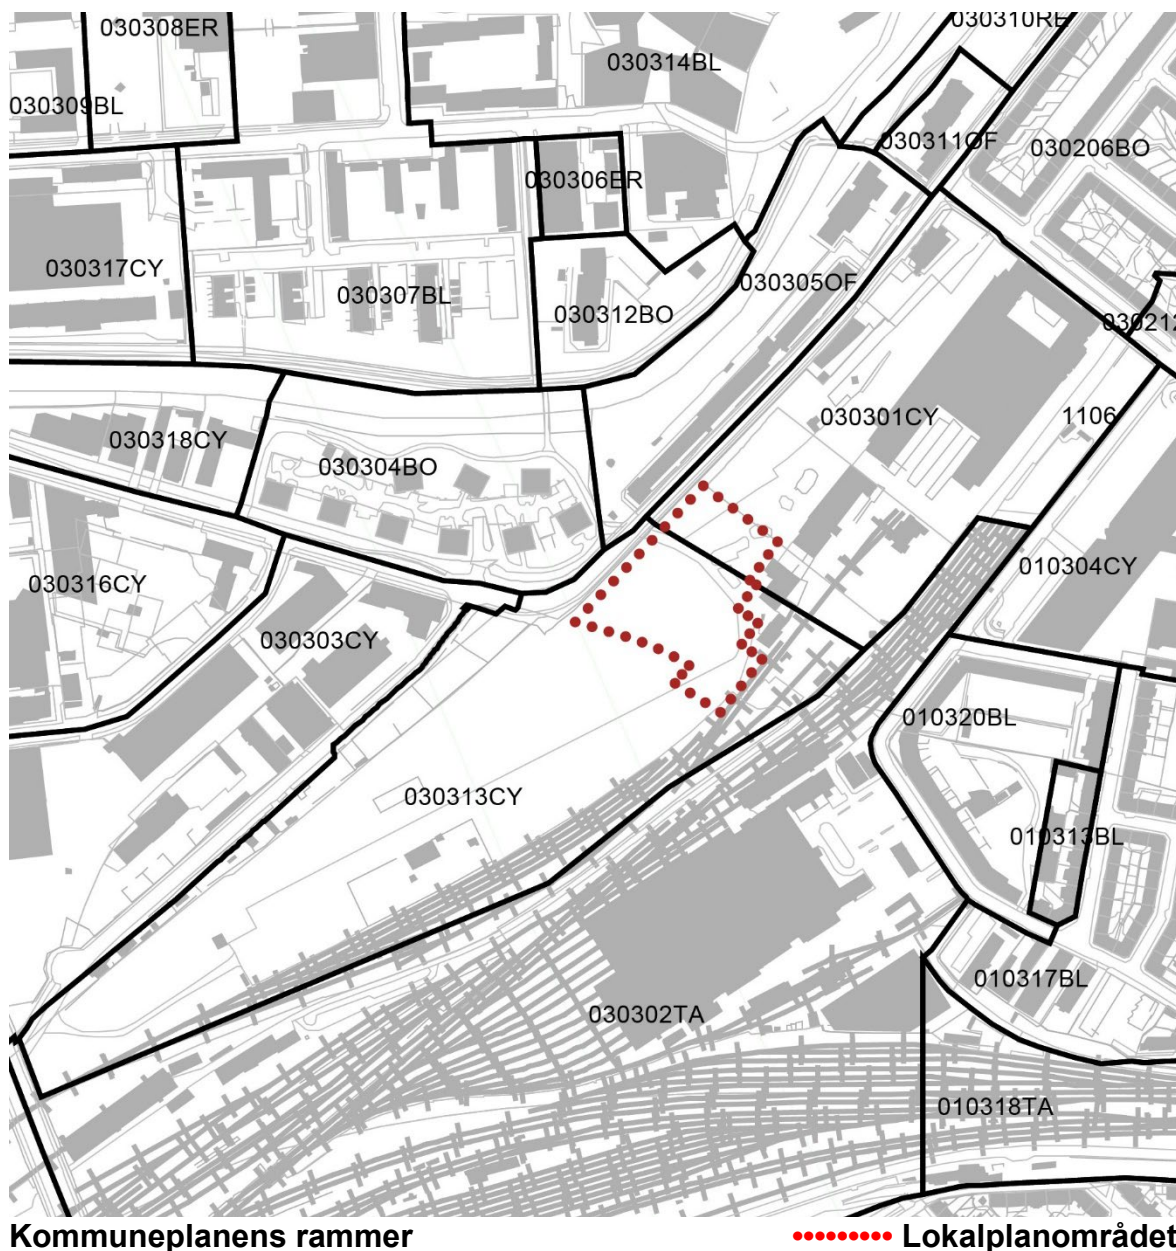 030308ER
030310RE
030314BL
030309BL
030311OF
030206BO
030306ER
030317CY
030307BL
030305OF
030312BO
030212
030301CY
1106
030318CY
030304BO
030316CY
010304CY
030303CY
010320BL
030313CY
010313BL
010317BL
030302TA
010318TA
Kommuneplanens rammer
Lokalplanområdet